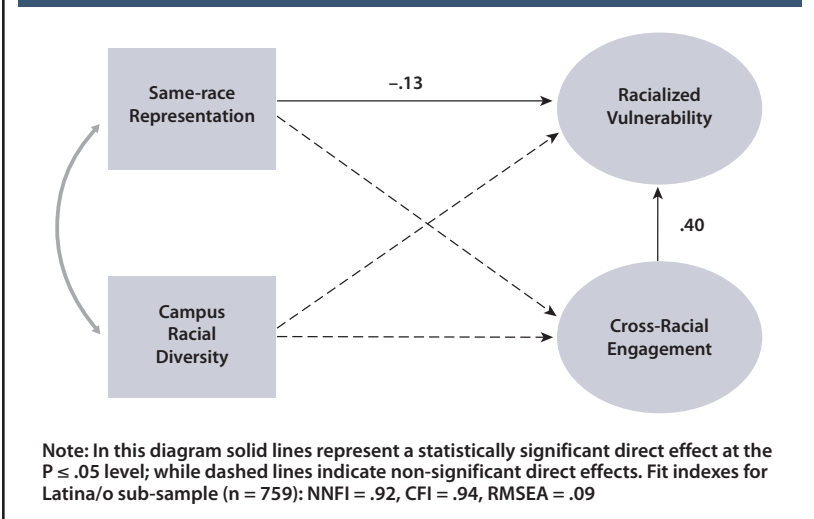 Same-race
Representation
–.13
Racialized
Vulnerability
.40
Campus
Racial
Diversity
Cross-Racial
Engagement
Note: In this diagram solid lines represent a statistically significant direct effect at the
P ≤ .05 level; while dashed lines indicate non-significant direct effects. Fit indexes for
Latina/o sub-sample (n = 759): NNFI = .92, CFI = .94, RMSEA = .09